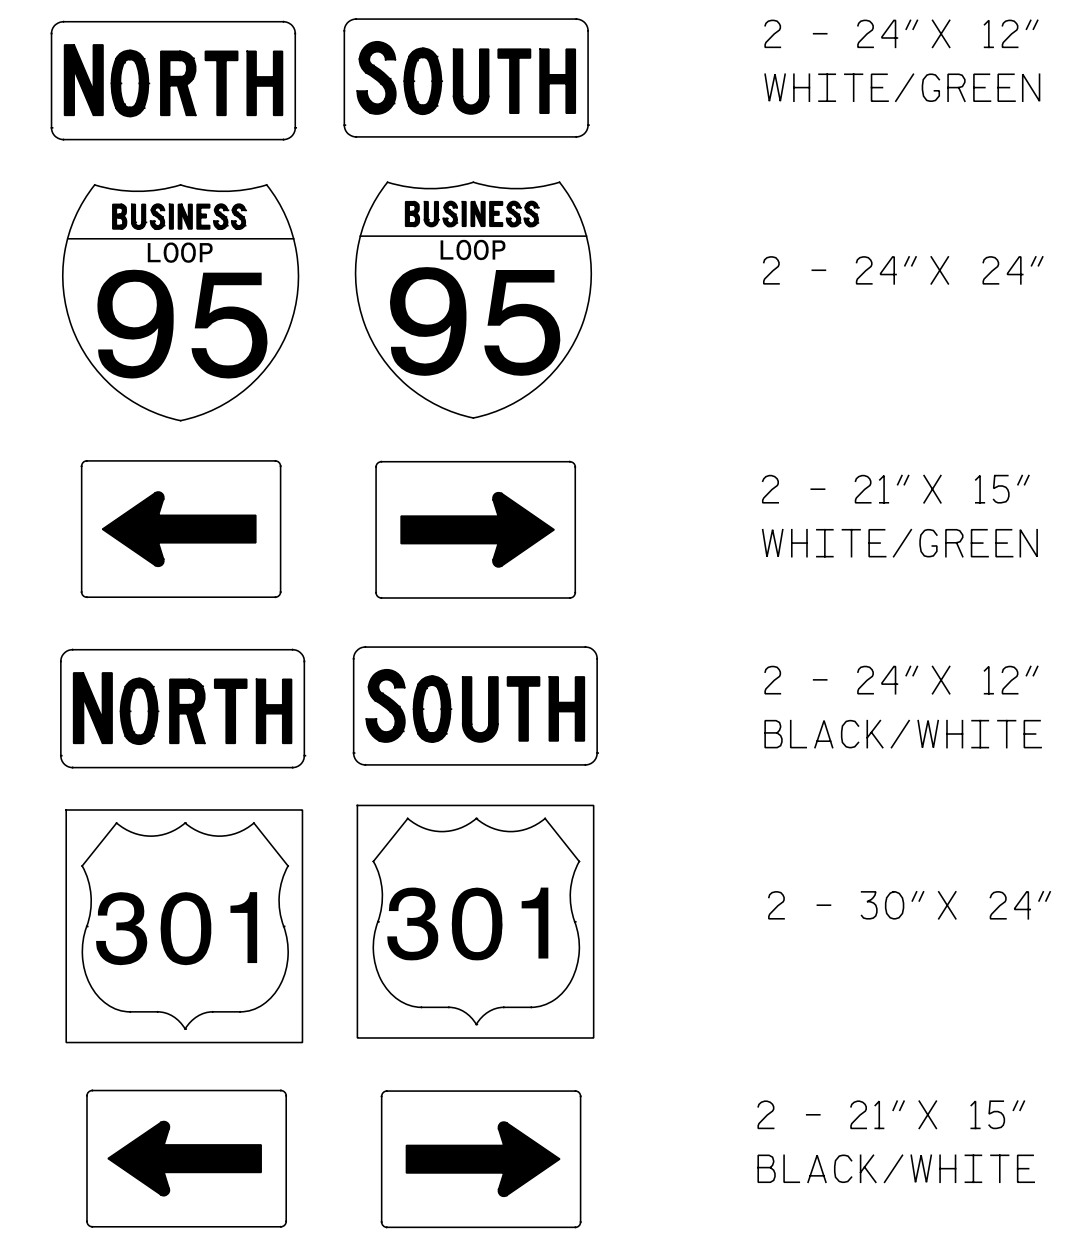 NORTH SOUTH 2 - 24" X 12"
WHITE/GREEN
BUSINESS BUSINESS
LOOP LOOP
95 95 2 - 24" X 24"
2 - 21" X 15"
WHITE/GREEN
NORTH SOUTH 2 - 24" X 12"
BLACK/WHITE
301 301 2 - 30" X 24"
2 - 21" X 15"
BLACK/WHITE